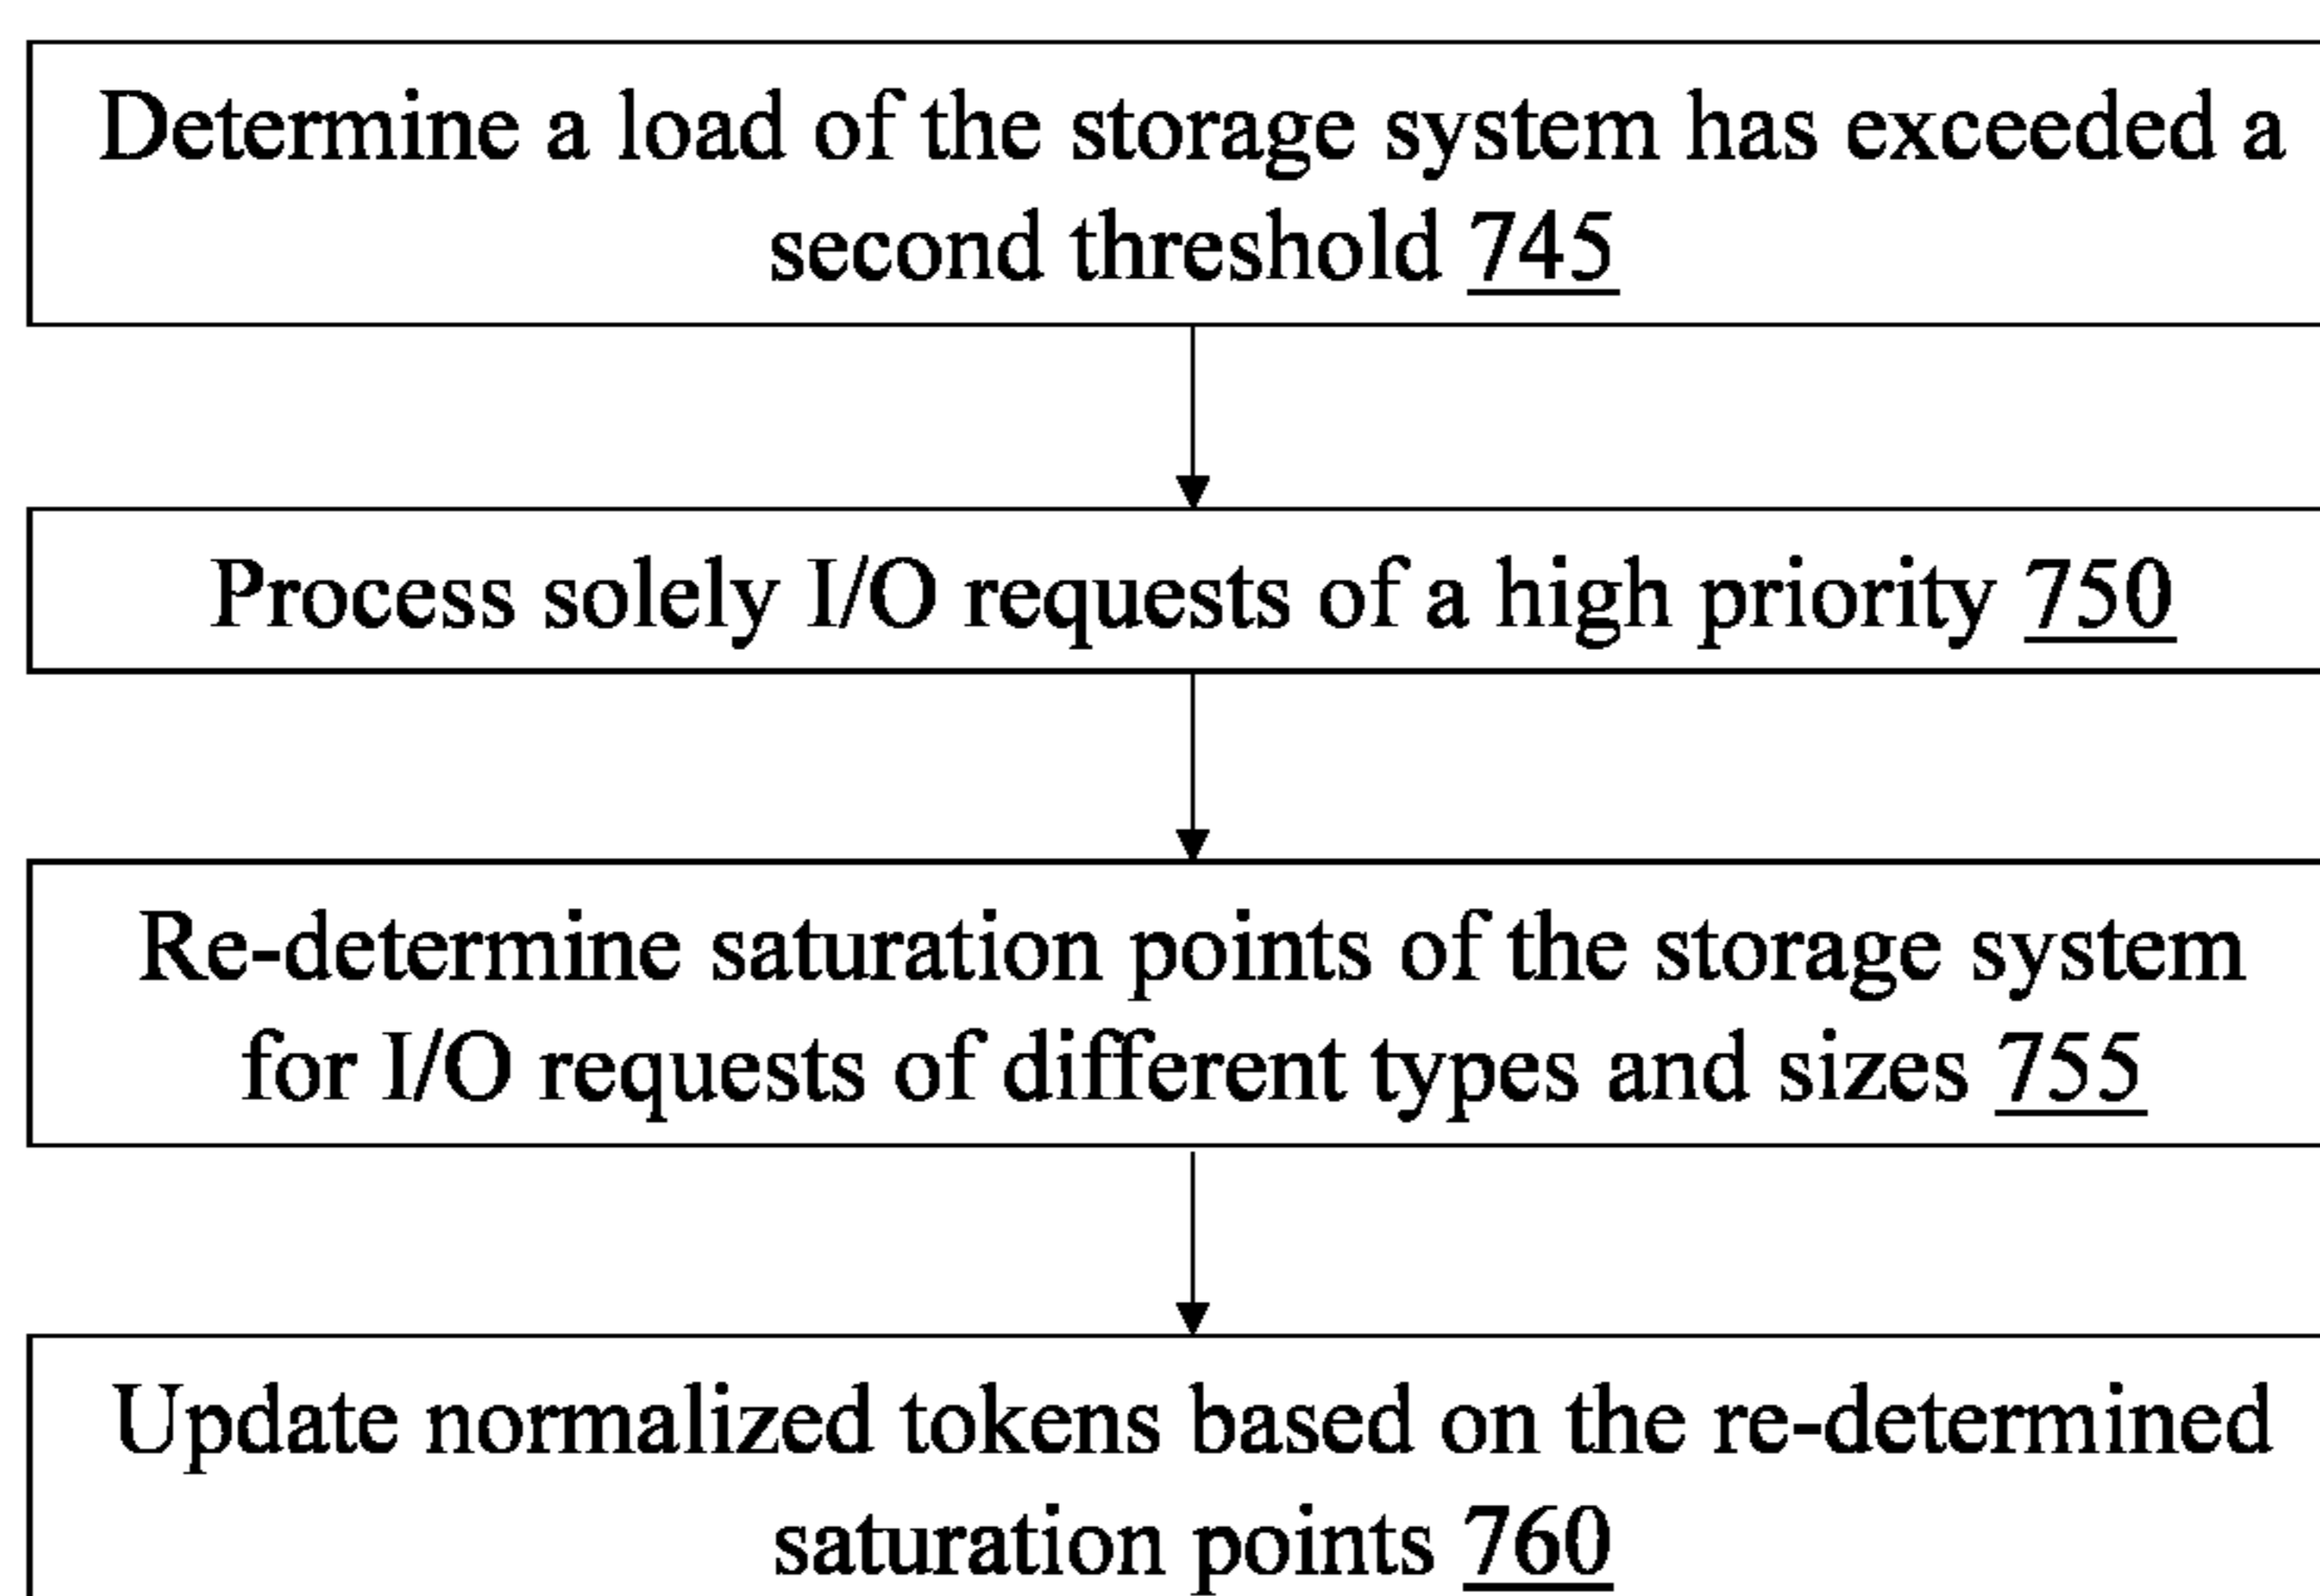 Determine a load of the storage system has exceeded a
second threshold 745
Process solely I/O requests of a high priority 750
Re-determine saturation points of the storage system
for I/O requests of different types and sizes 755
Update normalized tokens based on the re-determined
saturation points 760